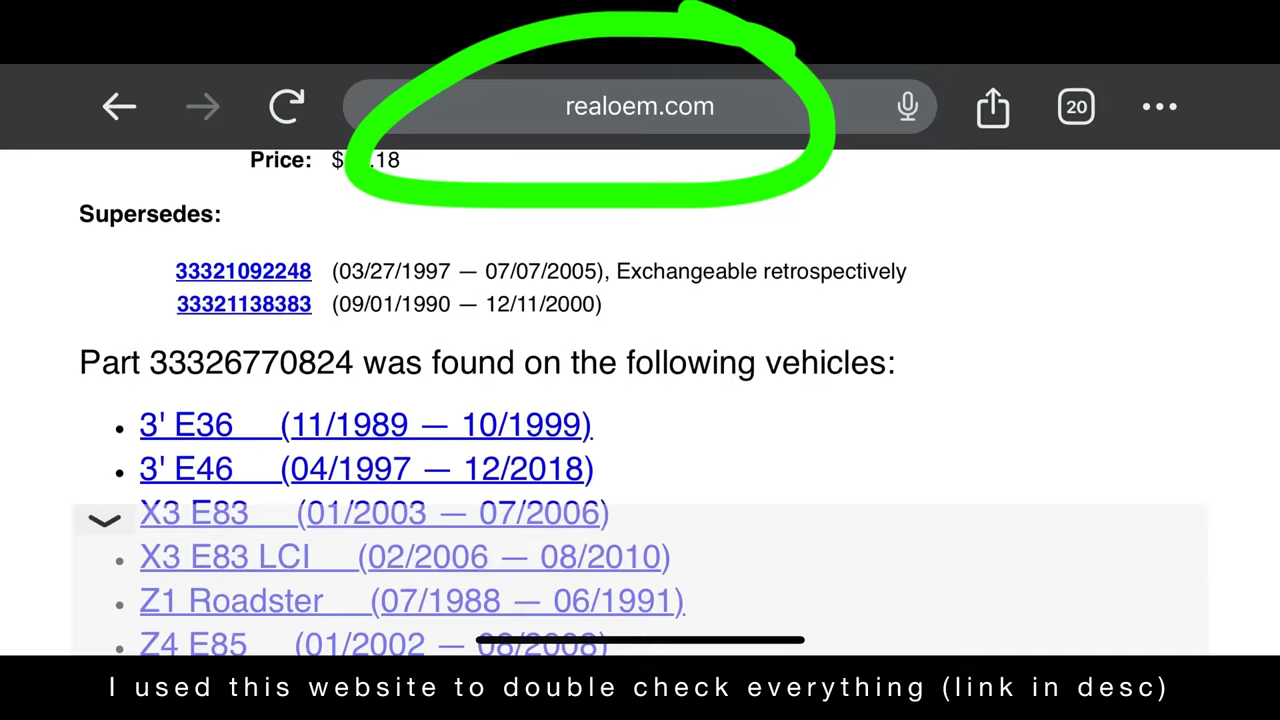 realoem.com
20
Price: $ .18
Supersedes:
33321092248 (03/27/1997 — 07/07/2005), Exchangeable retrospectively
33321138383 (09/01/1990 — 12/11/2000)
Part 33326770824 was found on the following vehicles:
• 3' E36 (11/1989 — 10/1999)
• 3' E46 (04/1997 — 12/2018)
X3 E83 (01/2003 — 07/2006)
• X3 E83 LCI (02/2006 — 08/2010)
• Z1 Roadster (07/1988 — 06/1991)
• Z4 E85 (01/2002 — 08/2008)
I used this website to double check everything (link in desc)